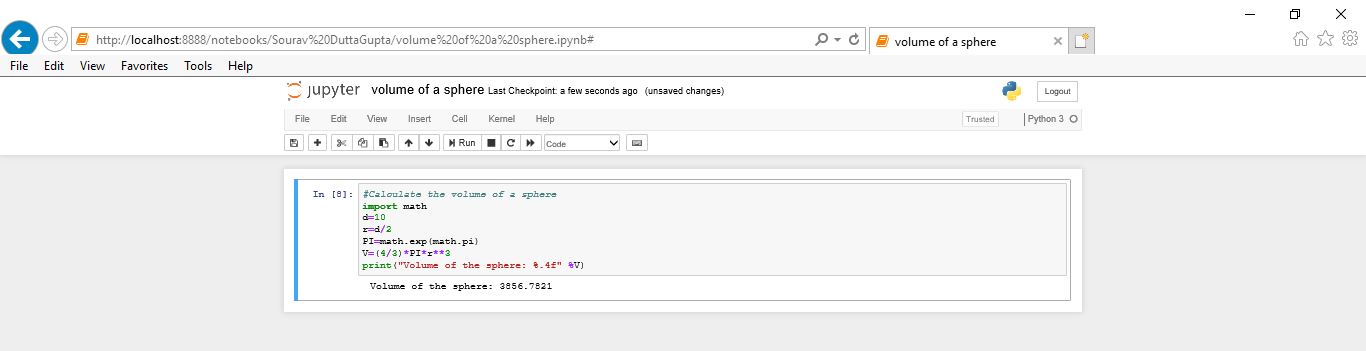 http://localhost:8888/notebooks/Sourav%20DuttaGupta/volume%20of%20a%20sphere.ipynb#
volume of a sphere
File Edit View Favorites Tools Help
jupyter volume of a sphere Last Checkpoint: a few seconds ago (unsaved changes)
Logout
File Edit View Insert Cell Kernel Help
Trusted
Python 3
Run
Code
In [8]: #Calculate the volume of a sphere
import math
d=10
r=d/2
PI=math.exp(math.pi)
V=(4/3)*PI*r**3
print("Volume of the sphere: %.4f" %V)
Volume of the sphere: 3856.7821